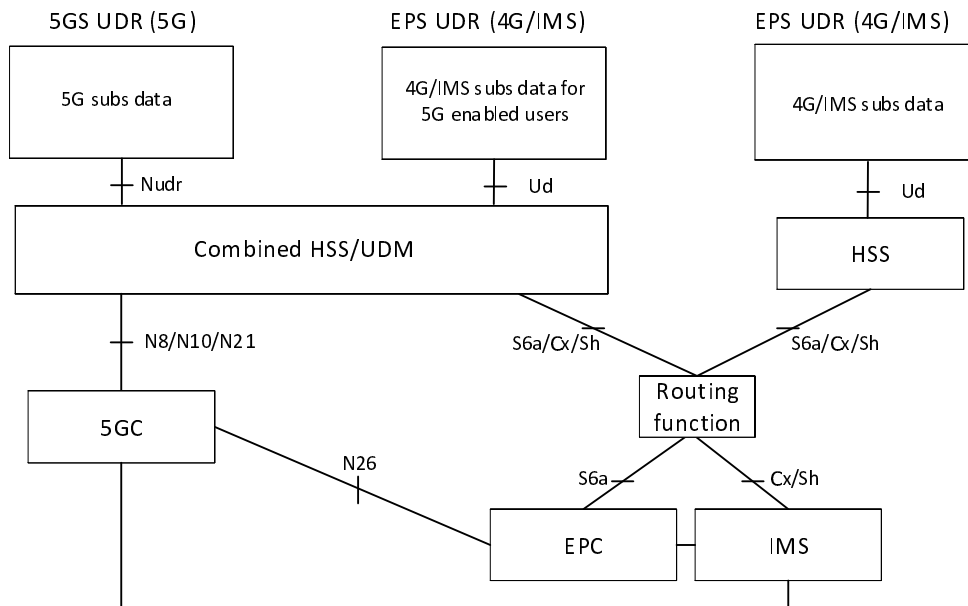 5GS UDR (5G)
EPS UDR (4G/IMS)
EPS UDR (4G/IMS)
5G subs data
4G/IMS subs data for
5G enabled users
4G/IMS subs data
Nudr
Ud
Ud
Combined HSS/UDM
HSS
N8/N10/N21
S6a/Cx/Sh
S6a/Cx/Sh
Routing
function
5GC
N26
S6a
Cx/Sh
EPC
IMS